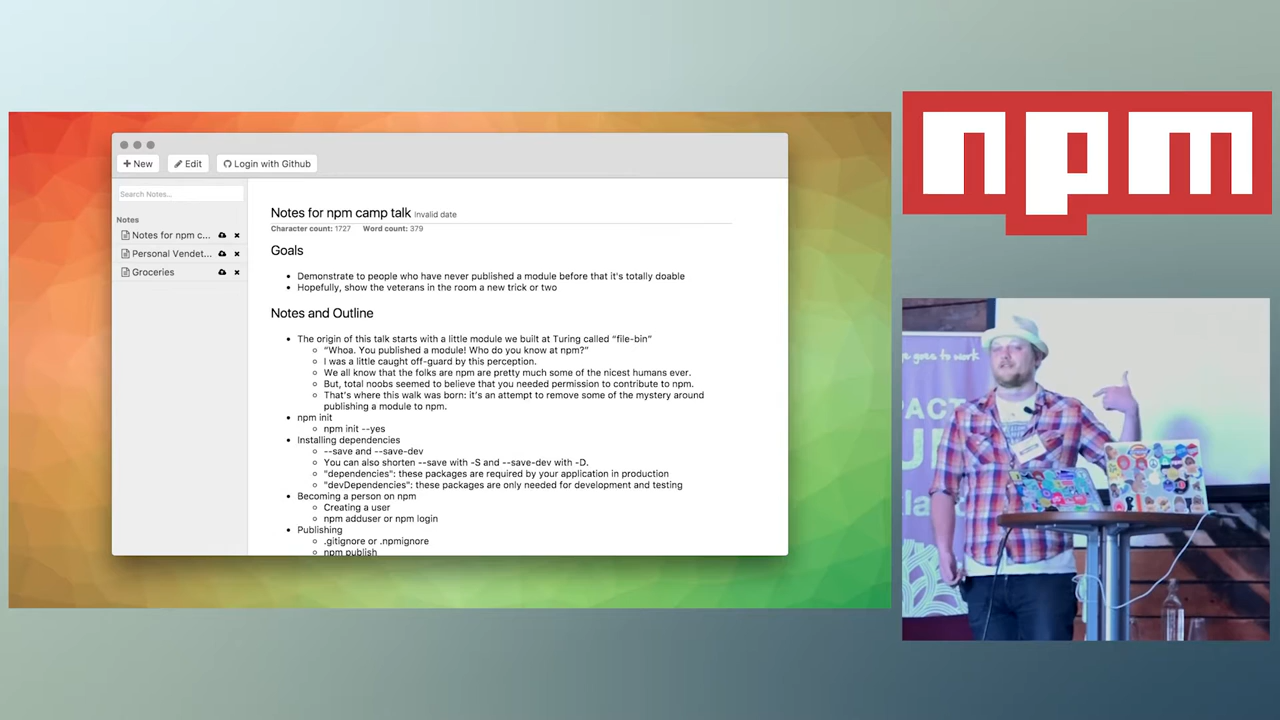 New
Edit
Login with Github
Search Notes...
Notes
Notes for npm c...
Personal Vendet...
Groceries
Notes for npm camp talk Invalid date
Character count: 1727 Word count: 379
Goals
Demonstrate to people who have never published a module before that it's totally doable
Hopefully, show the veterans in the room a new trick or two
Notes and Outline
The origin of this talk starts with a little module we built at Turing called “file-bin”
“Whoa. You published a module! Who do you know at npm?”
I was a little caught off-guard by this perception.
We all know that the folks are npm are pretty much some of the nicest humans ever.
But, total noobs seemed to believe that you needed permission to contribute to npm.
That's where this walk was born: it's an attempt to remove some of the mystery around
publishing a module to npm.
npm init
npm init --yes
Installing dependencies
--save and --save-dev
You can also shorten --save with -S and --save-dev with -D.
"dependencies": these packages are required by your application in production
"devDependencies": these packages are only needed for development and testing
Becoming a person on npm
Creating a user
npm adduser or npm login
Publishing
.gitignore or .npmignore
npm publish
npm
goes to work